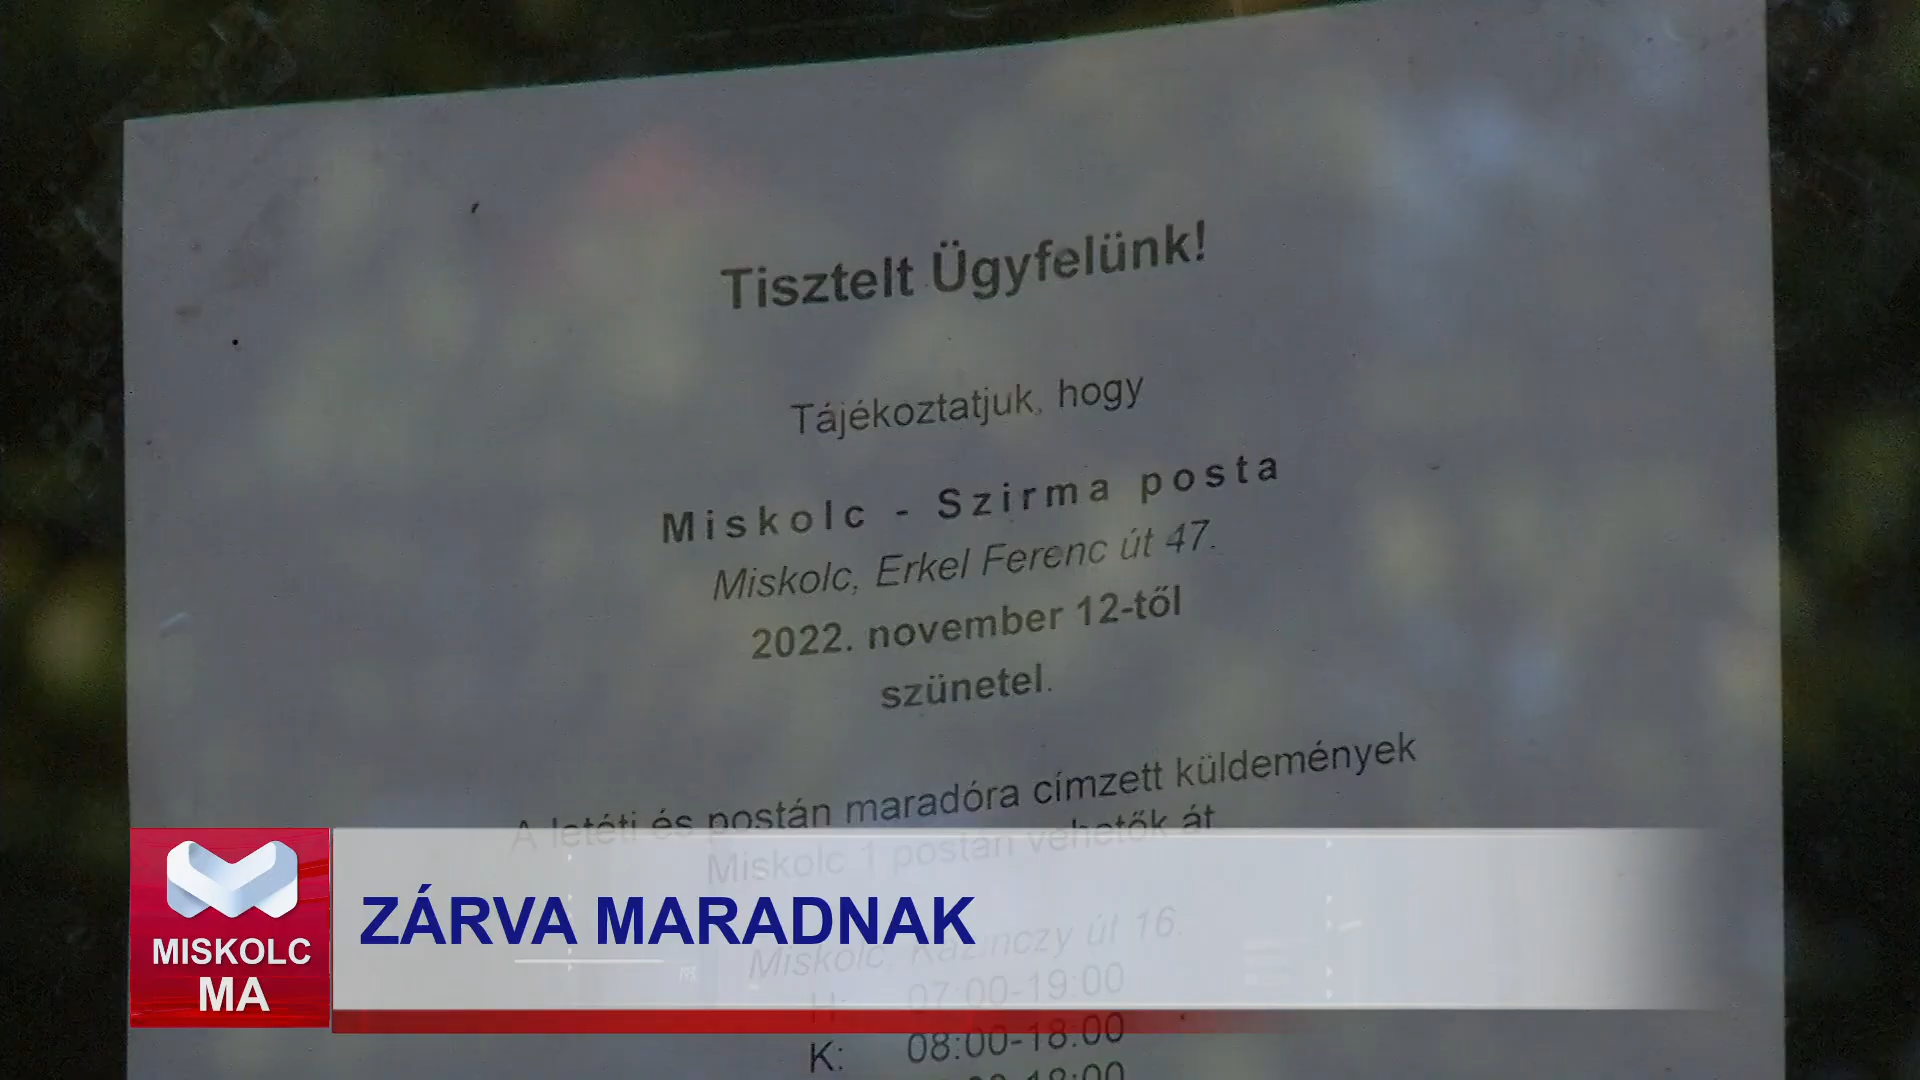 Tisztelt Ügyfelünk!
Tájékoztatjuk, hogy
Miskolc - Szirma posta
Miskolc, Erkel Ferenc út 47.
2022. november 12-től
szünetel.
A letéti és postán maradóra címzett küldemények
Miskolc 1 postán vehetők át
Miskolc, Kazinczy út 16.
H: 07:00-19:00
K: 08:00-18:00
ZÁRVA MARADNAK
MISKOLC
MA